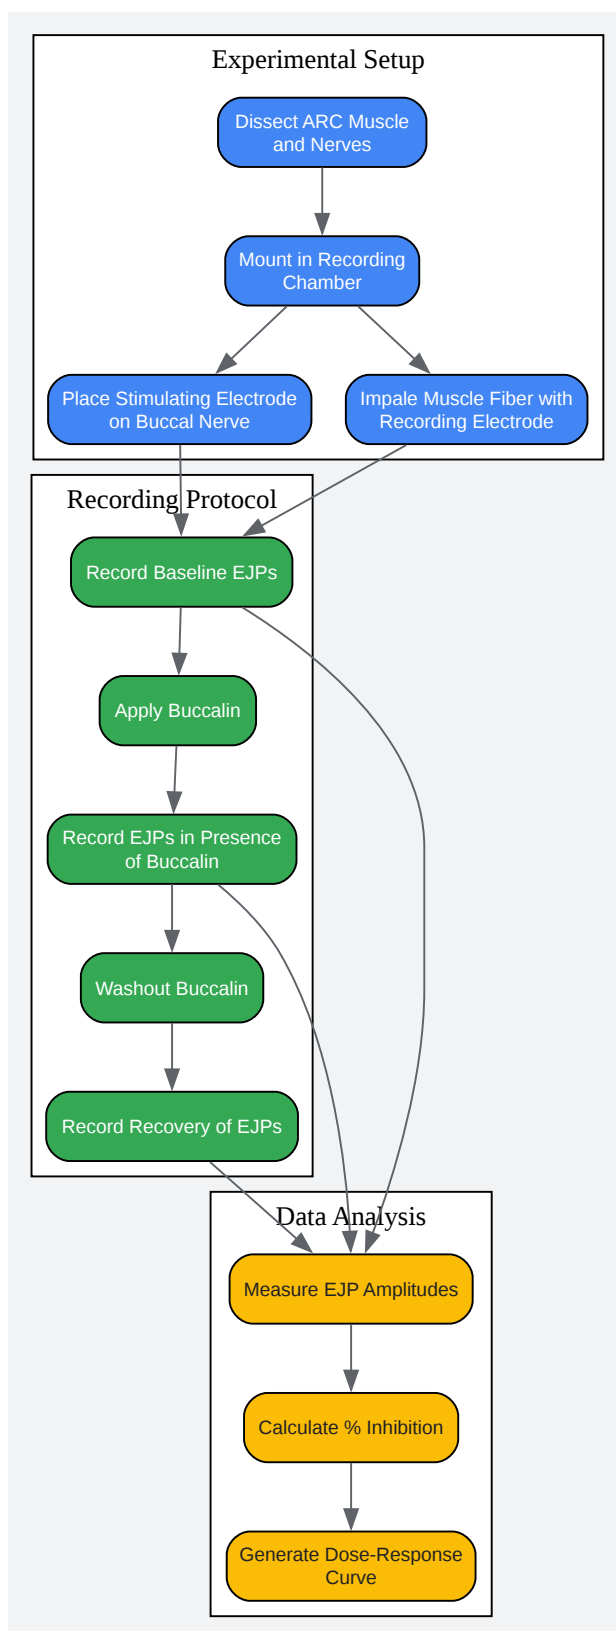 Experimental Setup
Dissect ARC Muscle
and Nerves
Mount in Recording
Chamber
Place Stimulating Electrode
on Buccal Nerve
Impale Muscle Fiber with
Recording Electrode
Recording Protocol
Record Baseline EJPs
Apply Buccalin
Record EJPs in Presence
of Buccalin
Washout Buccalin
Record Recovery of EJPs
Data Analysis
Measure EJP Amplitudes
Calculate % Inhibition
Generate Dose-Response
Curve